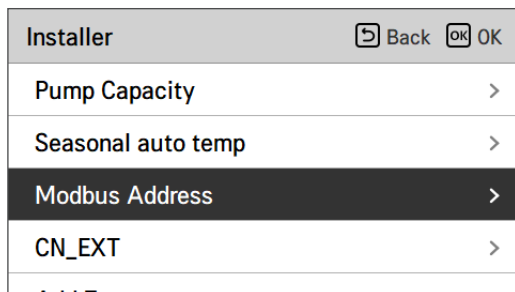 Installer Back OK OK
Pump Capacity >
Seasonal auto temp >
Modbus Address >
CN_EXT >